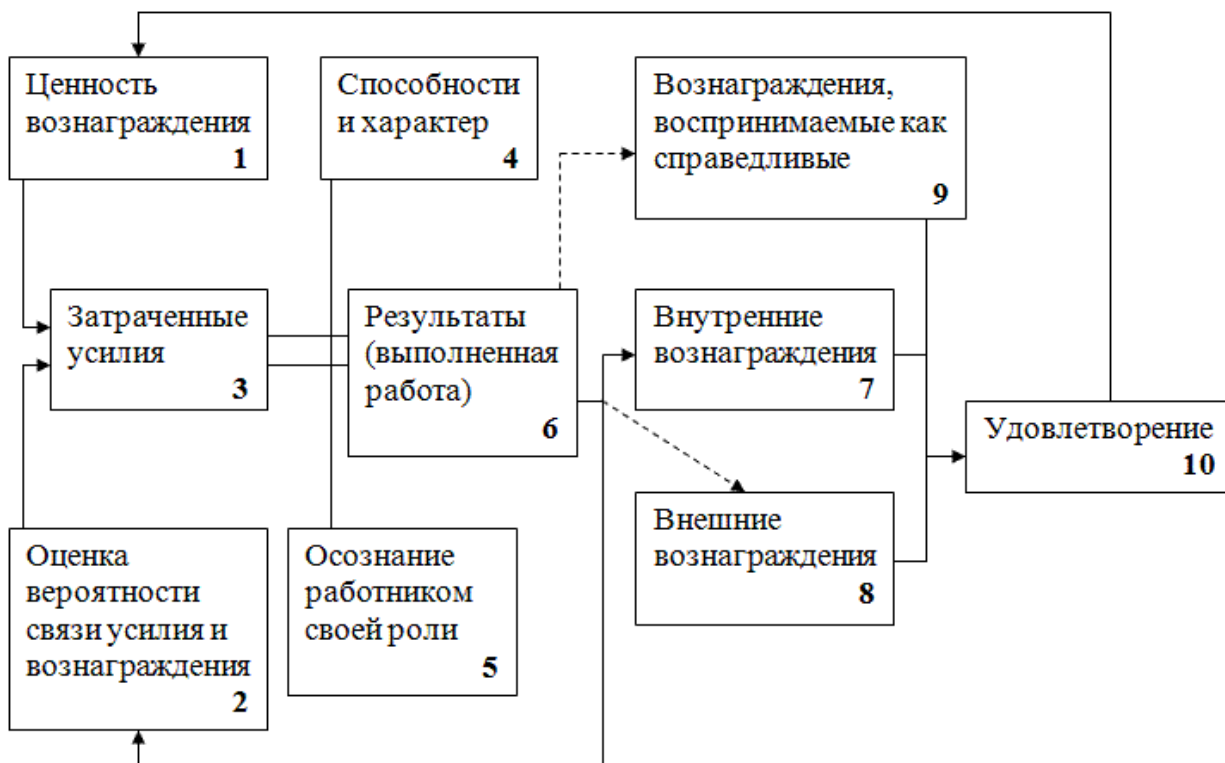 Ценность
вознаграждения
1
Способности
и характер
4
Вознаграждения,
воспринимаемые как
справедливые
9
Затраченные
усилия
3
Результаты
(выполненная
работа)
6
Внутренние
вознаграждения
7
Удовлетворение
10
Оценка
вероятности
связи усилия и
вознаграждения
2
Осознание
работником
своей роли
5
Внешние
вознаграждения
8